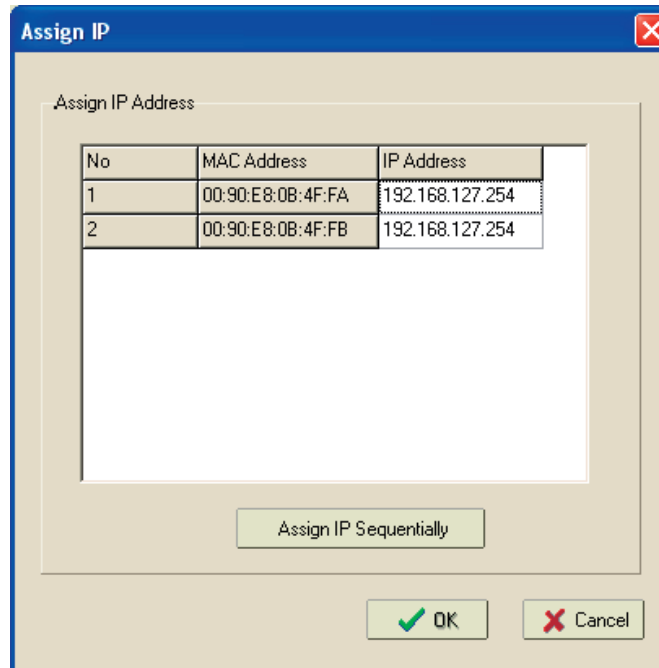 Assign IP
Assign IP Address
No MAC Address IP Address
1 00:90:E8:0B:4F:FA 192.168.127.254
2 00:90:E8:0B:4F:FB 192.168.127.254
Assign IP Sequentially
OK Cancel